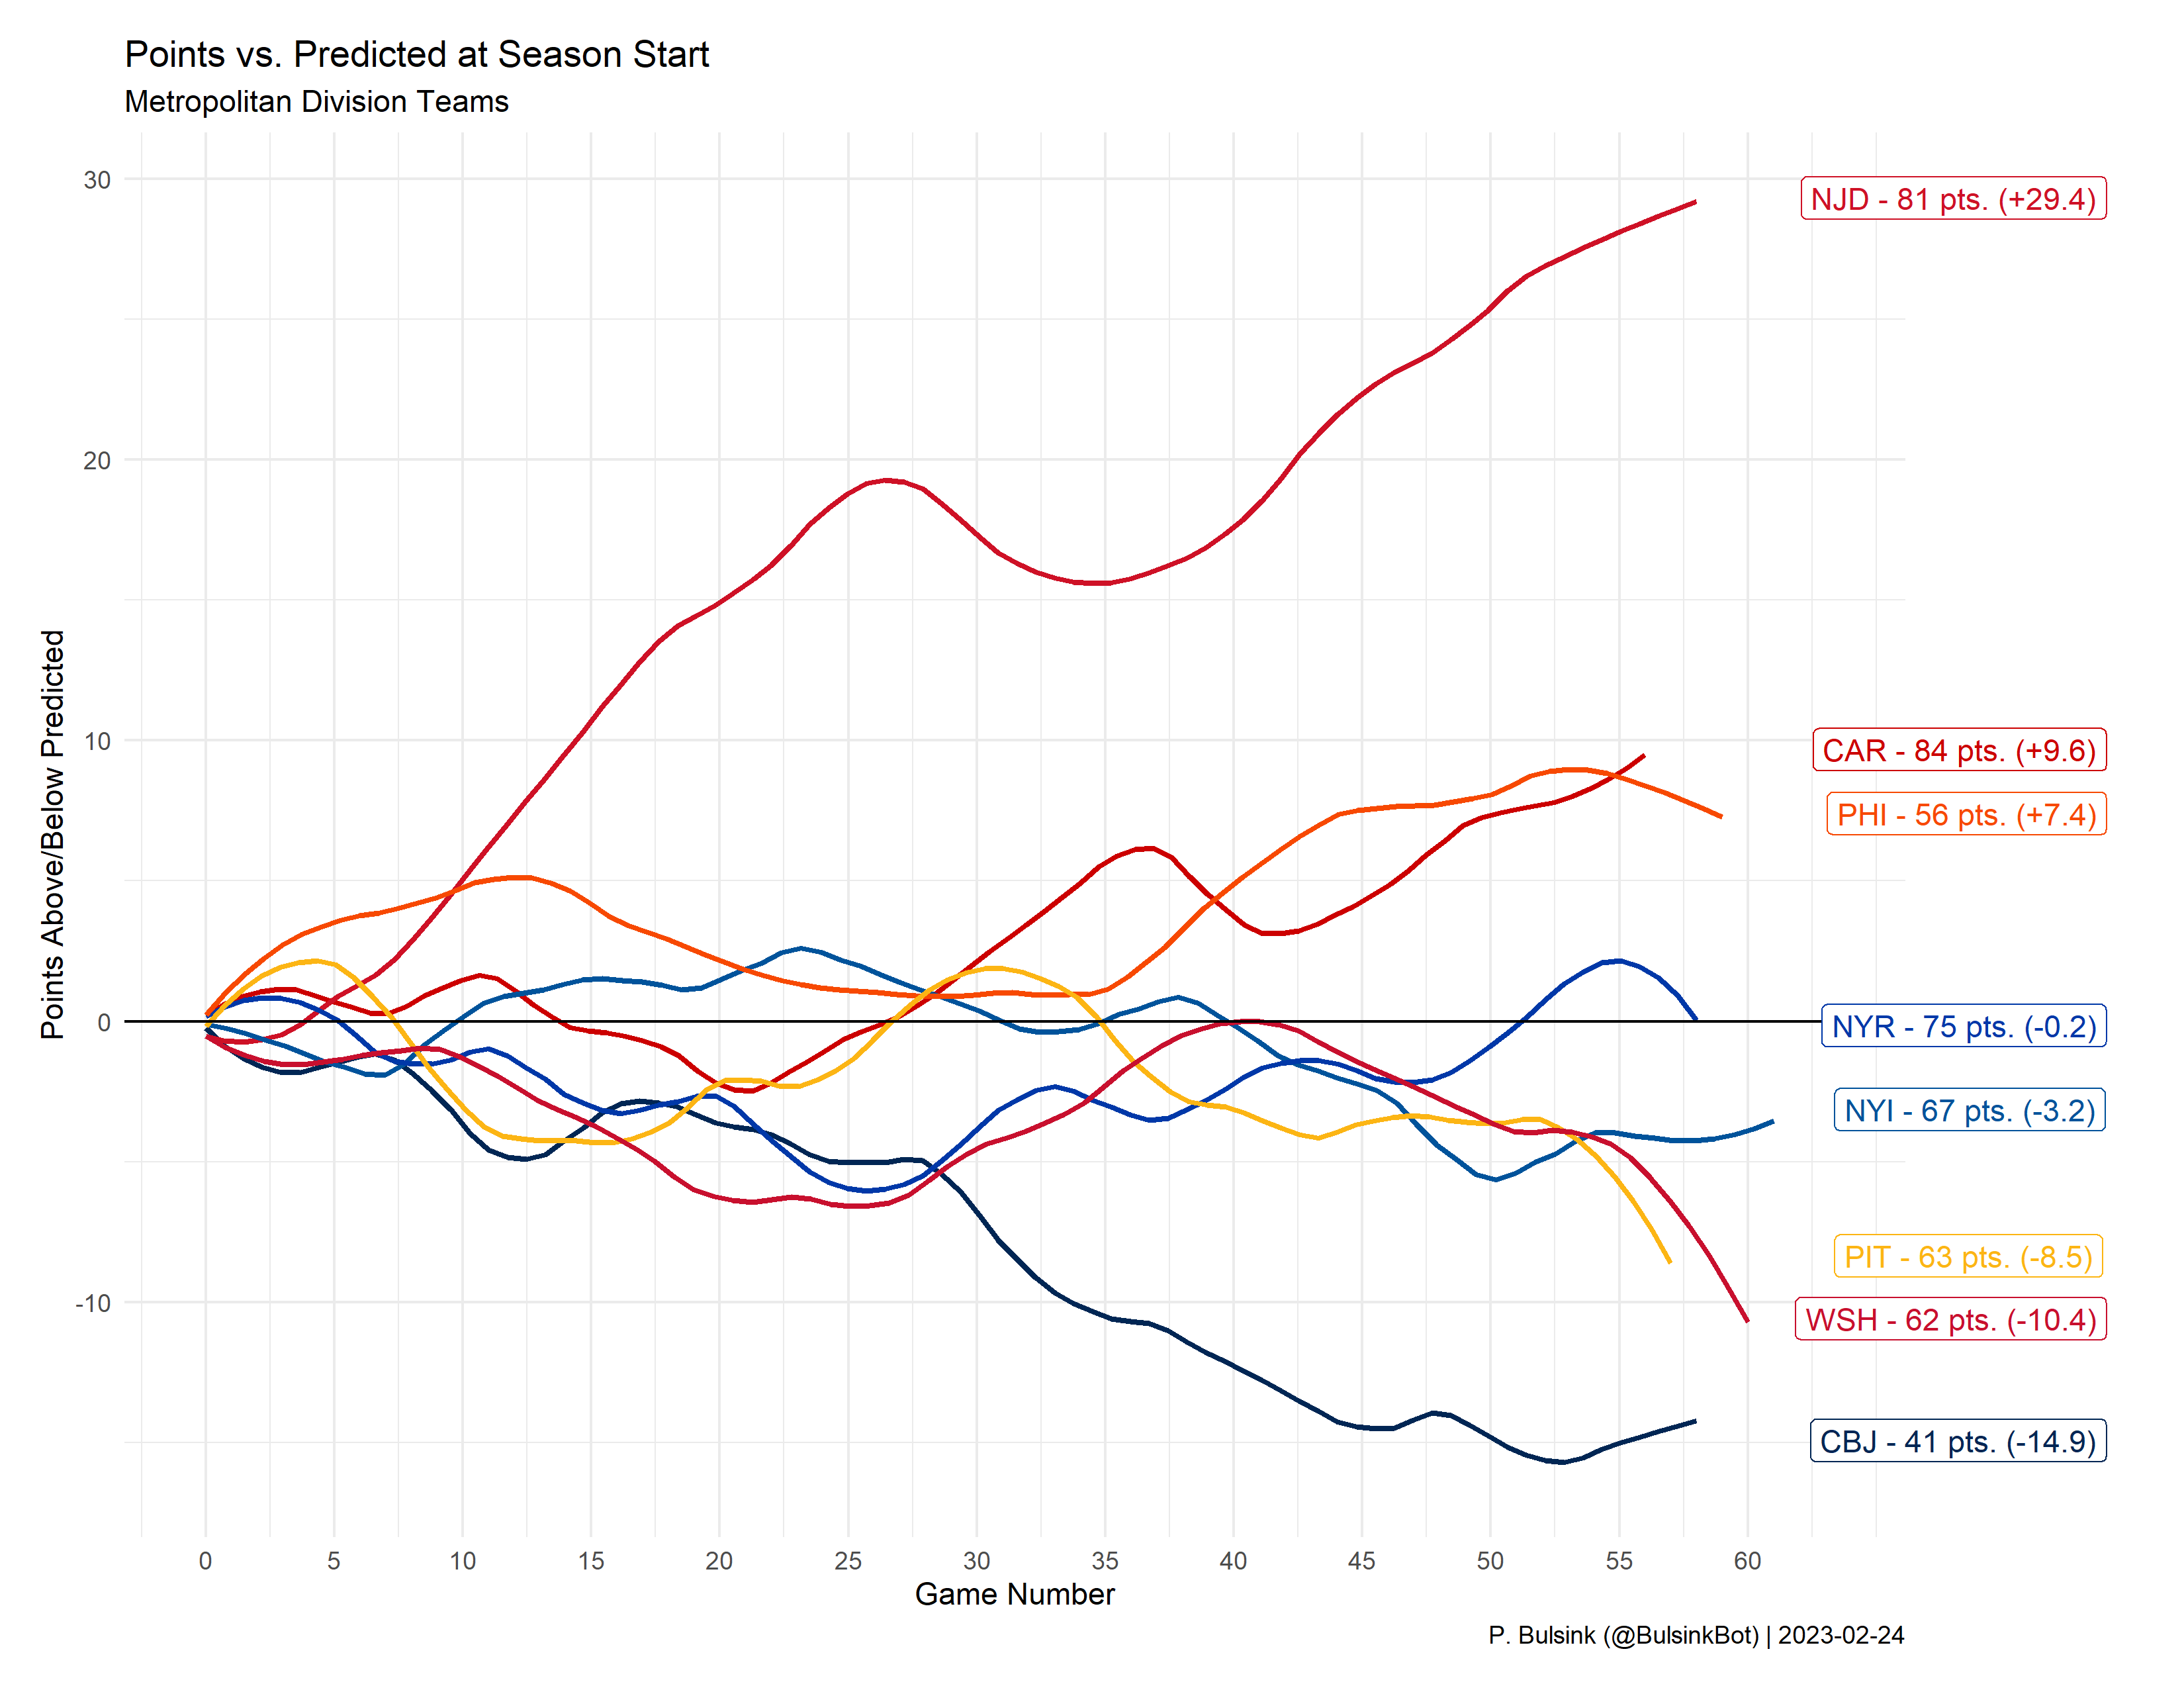 Points vs. Predicted at Season Start
Metropolitan Division Teams
Points Above/Below Predicted
30
20
10
0
-10
NJD - 81 pts. (+29.4)
CAR - 84 pts. (+9.6)
PHI - 56 pts. (+7.4)
NYR - 75 pts. (-0.2)
NYI - 67 pts. (-3.2)
PIT - 63 pts. (-8.5)
WSH - 62 pts. (-10.4)
CBJ - 41 pts. (-14.9)
0 5 10 15 20 25 30 35 40 45 50 55 60
Game Number
P. Bulsink (@BulsinkBot) | 2023-02-24